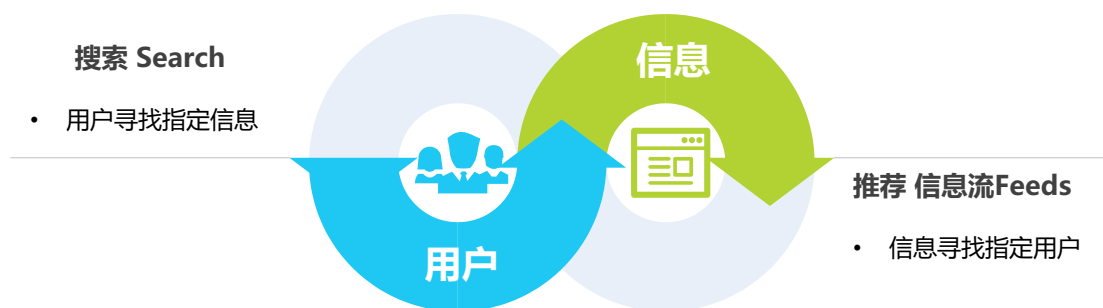 搜索 Search
• 用户寻找指定信息
信息
用户
推荐 信息流Feeds
• 信息寻找指定用户